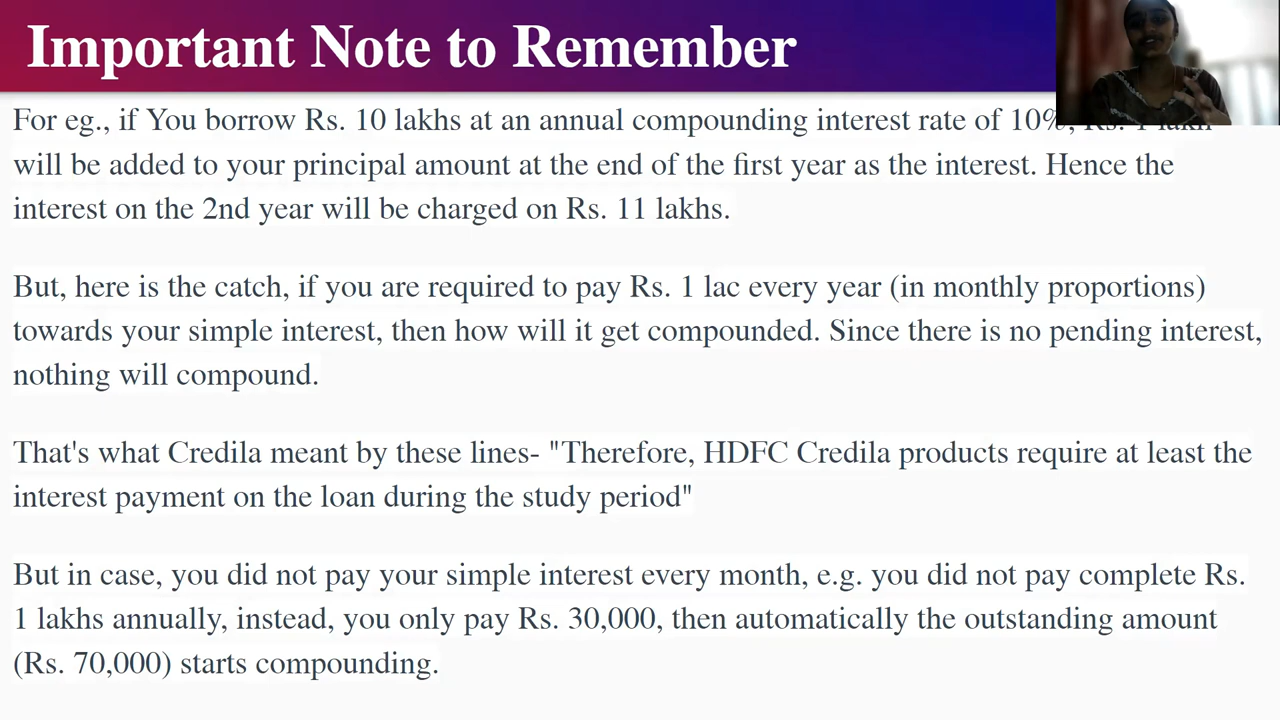 Important Note to Remember
For eg., if You borrow Rs. 10 lakhs at an annual compounding interest rate of 10%, Rs. 1 lakh
will be added to your principal amount at the end of the first year as the interest. Hence the
interest on the 2nd year will be charged on Rs. 11 lakhs.
But, here is the catch, if you are required to pay Rs. 1 lac every year (in monthly proportions)
towards your simple interest, then how will it get compounded. Since there is no pending interest,
nothing will compound.
That's what Credila meant by these lines- "Therefore, HDFC Credila products require at least the
interest payment on the loan during the study period"
But in case, you did not pay your simple interest every month, e.g. you did not pay complete Rs.
1 lakhs annually, instead, you only pay Rs. 30,000, then automatically the outstanding amount
(Rs. 70,000) starts compounding.